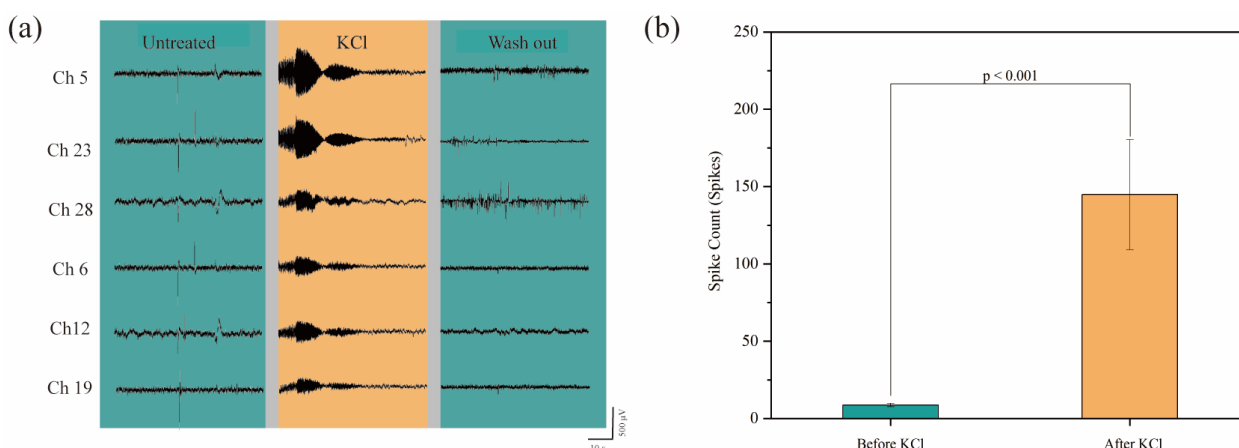 (a)
Untreated KCl Wash out
Ch 5
Ch 23
Ch 28
Ch 6
Ch12
Ch 19
500 μV
10 s
(b)
250
200
150
100
50
0
Spike Count (Spikes)
p < 0.001
Before KCl After KCl